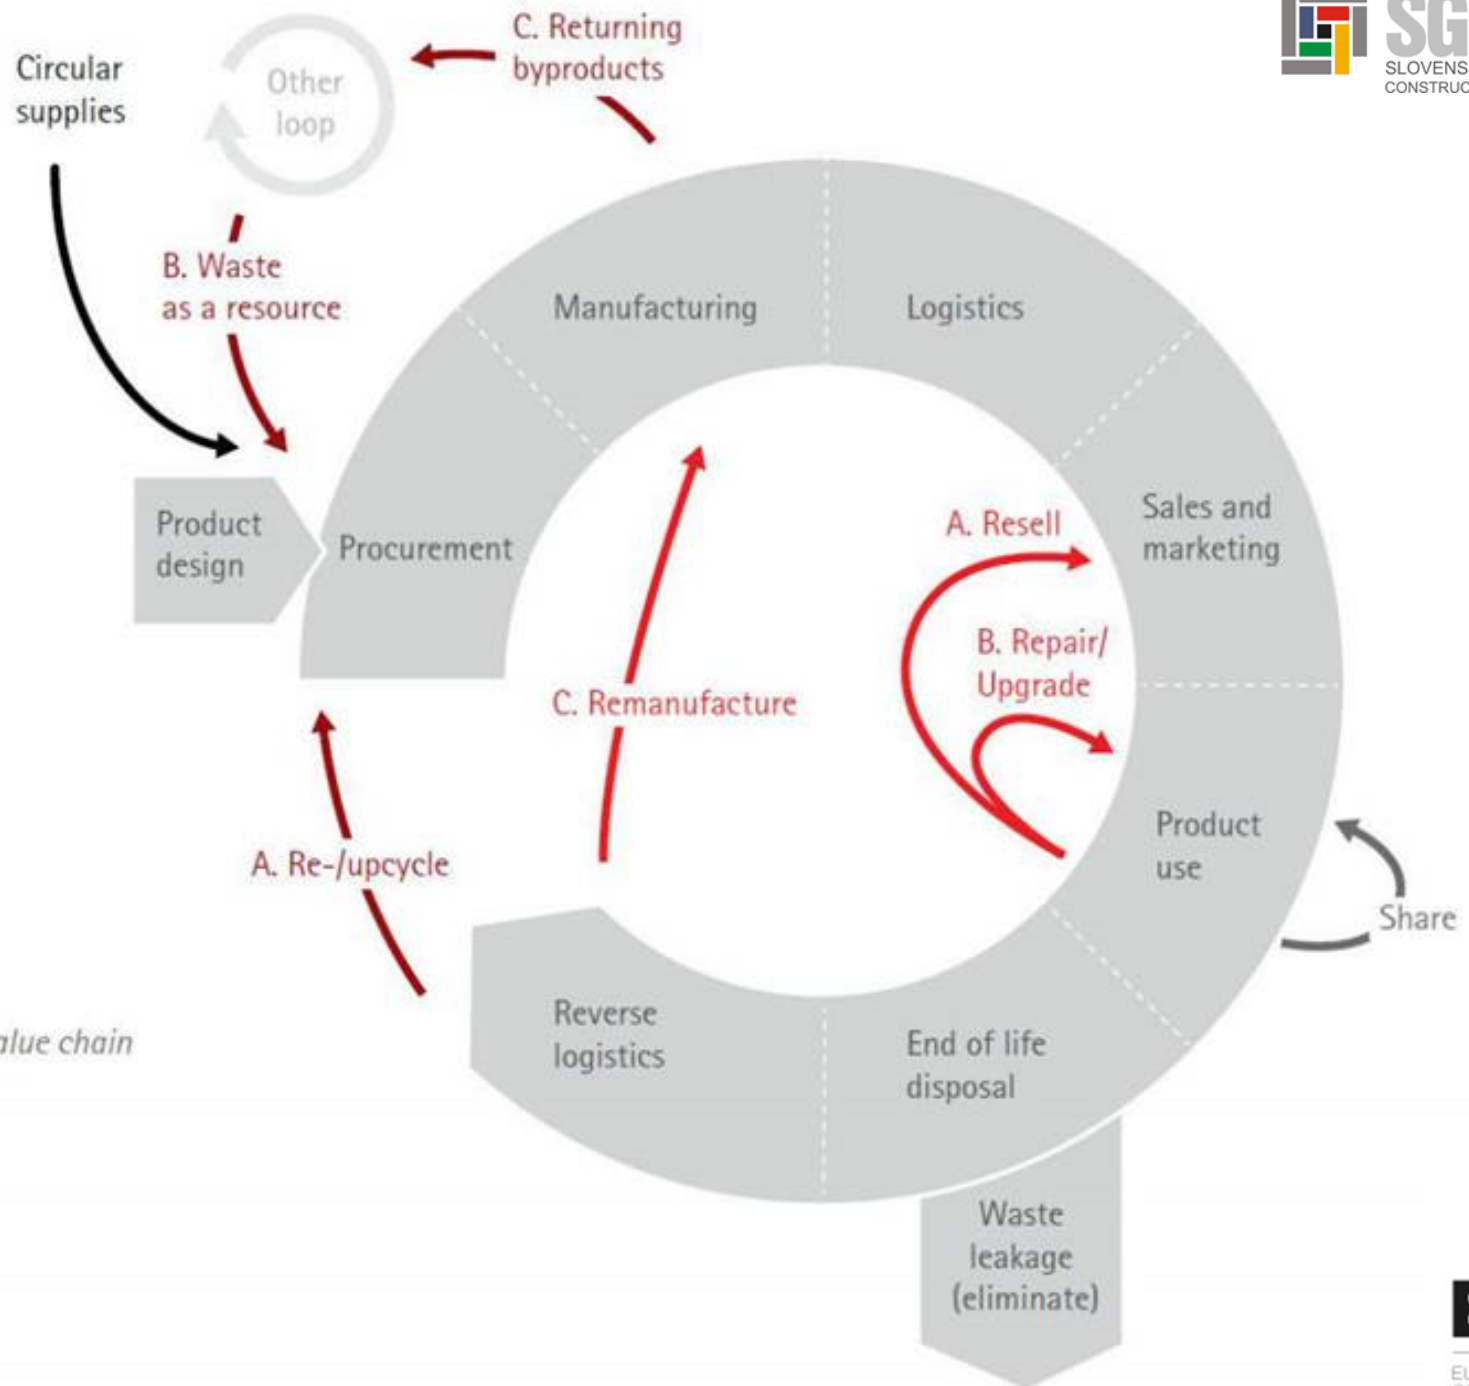 C. Returning
byproducts
SG
SLOVENS
CONSTRUC
Circular
supplies
Other
loop
B. Waste
as a resource
Manufacturing
Logistics
Product
design
Procurement
A. Resell
Sales and
marketing
B. Repair/
Upgrade
C. Remanufacture
A. Re-/upcycle
Product
use
Share
Reverse
logistics
End of life
disposal
alue chain
Waste
leakage
(eliminate)